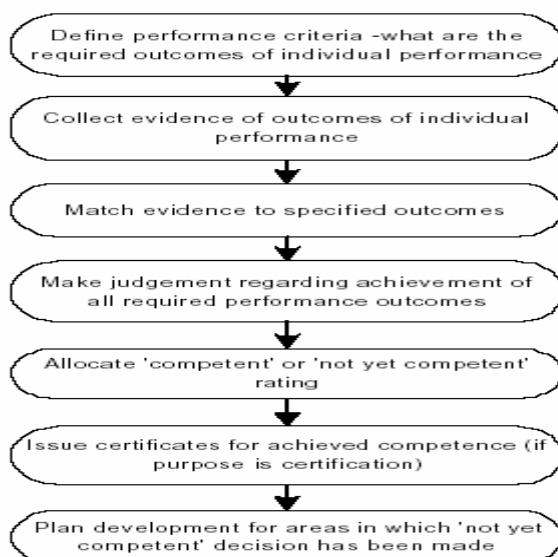 Define performance criteria -what are the
required outcomes of individual performance
Collect evidence of outcomes of individual
performance
Match evidence to specified outcomes
Make judgement regarding achievement of
all required performance outcomes
Allocate 'competent' or 'not yet competent'
rating
Issue certificates for achieved competence (if
purpose is certification)
Plan development for areas in which 'not yet
competent' decision has been made